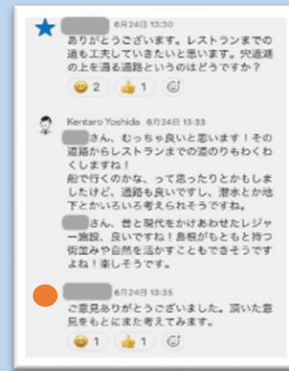 6月24日 13:30
ありがとうございます。レストランまでの
道も工夫していきたいと思います。宍道湖
の上を通る通路というのはどうですか?
2 1
Kentaro Yoshida 6月24日 13:33
さん、むっちゃ良いと思います!その
道路からレストランまでの道のりもわくわ
くしますね!
船で行くのかな、って思ったりとかもしま
したけど、通路も良いですし、潜水とか地
下とかいろいろ考えられそうですね。
さん、昔と現代をかけあわせたレジャ
ー施設、良いですね!島根がもともと持つ
街並みや自然を活かすこともできそうです
よね!楽しそうです。
6月24日 13:35
ご意見ありがとうございました。頂いた意
見をもとにまた考えてみます。
1 1